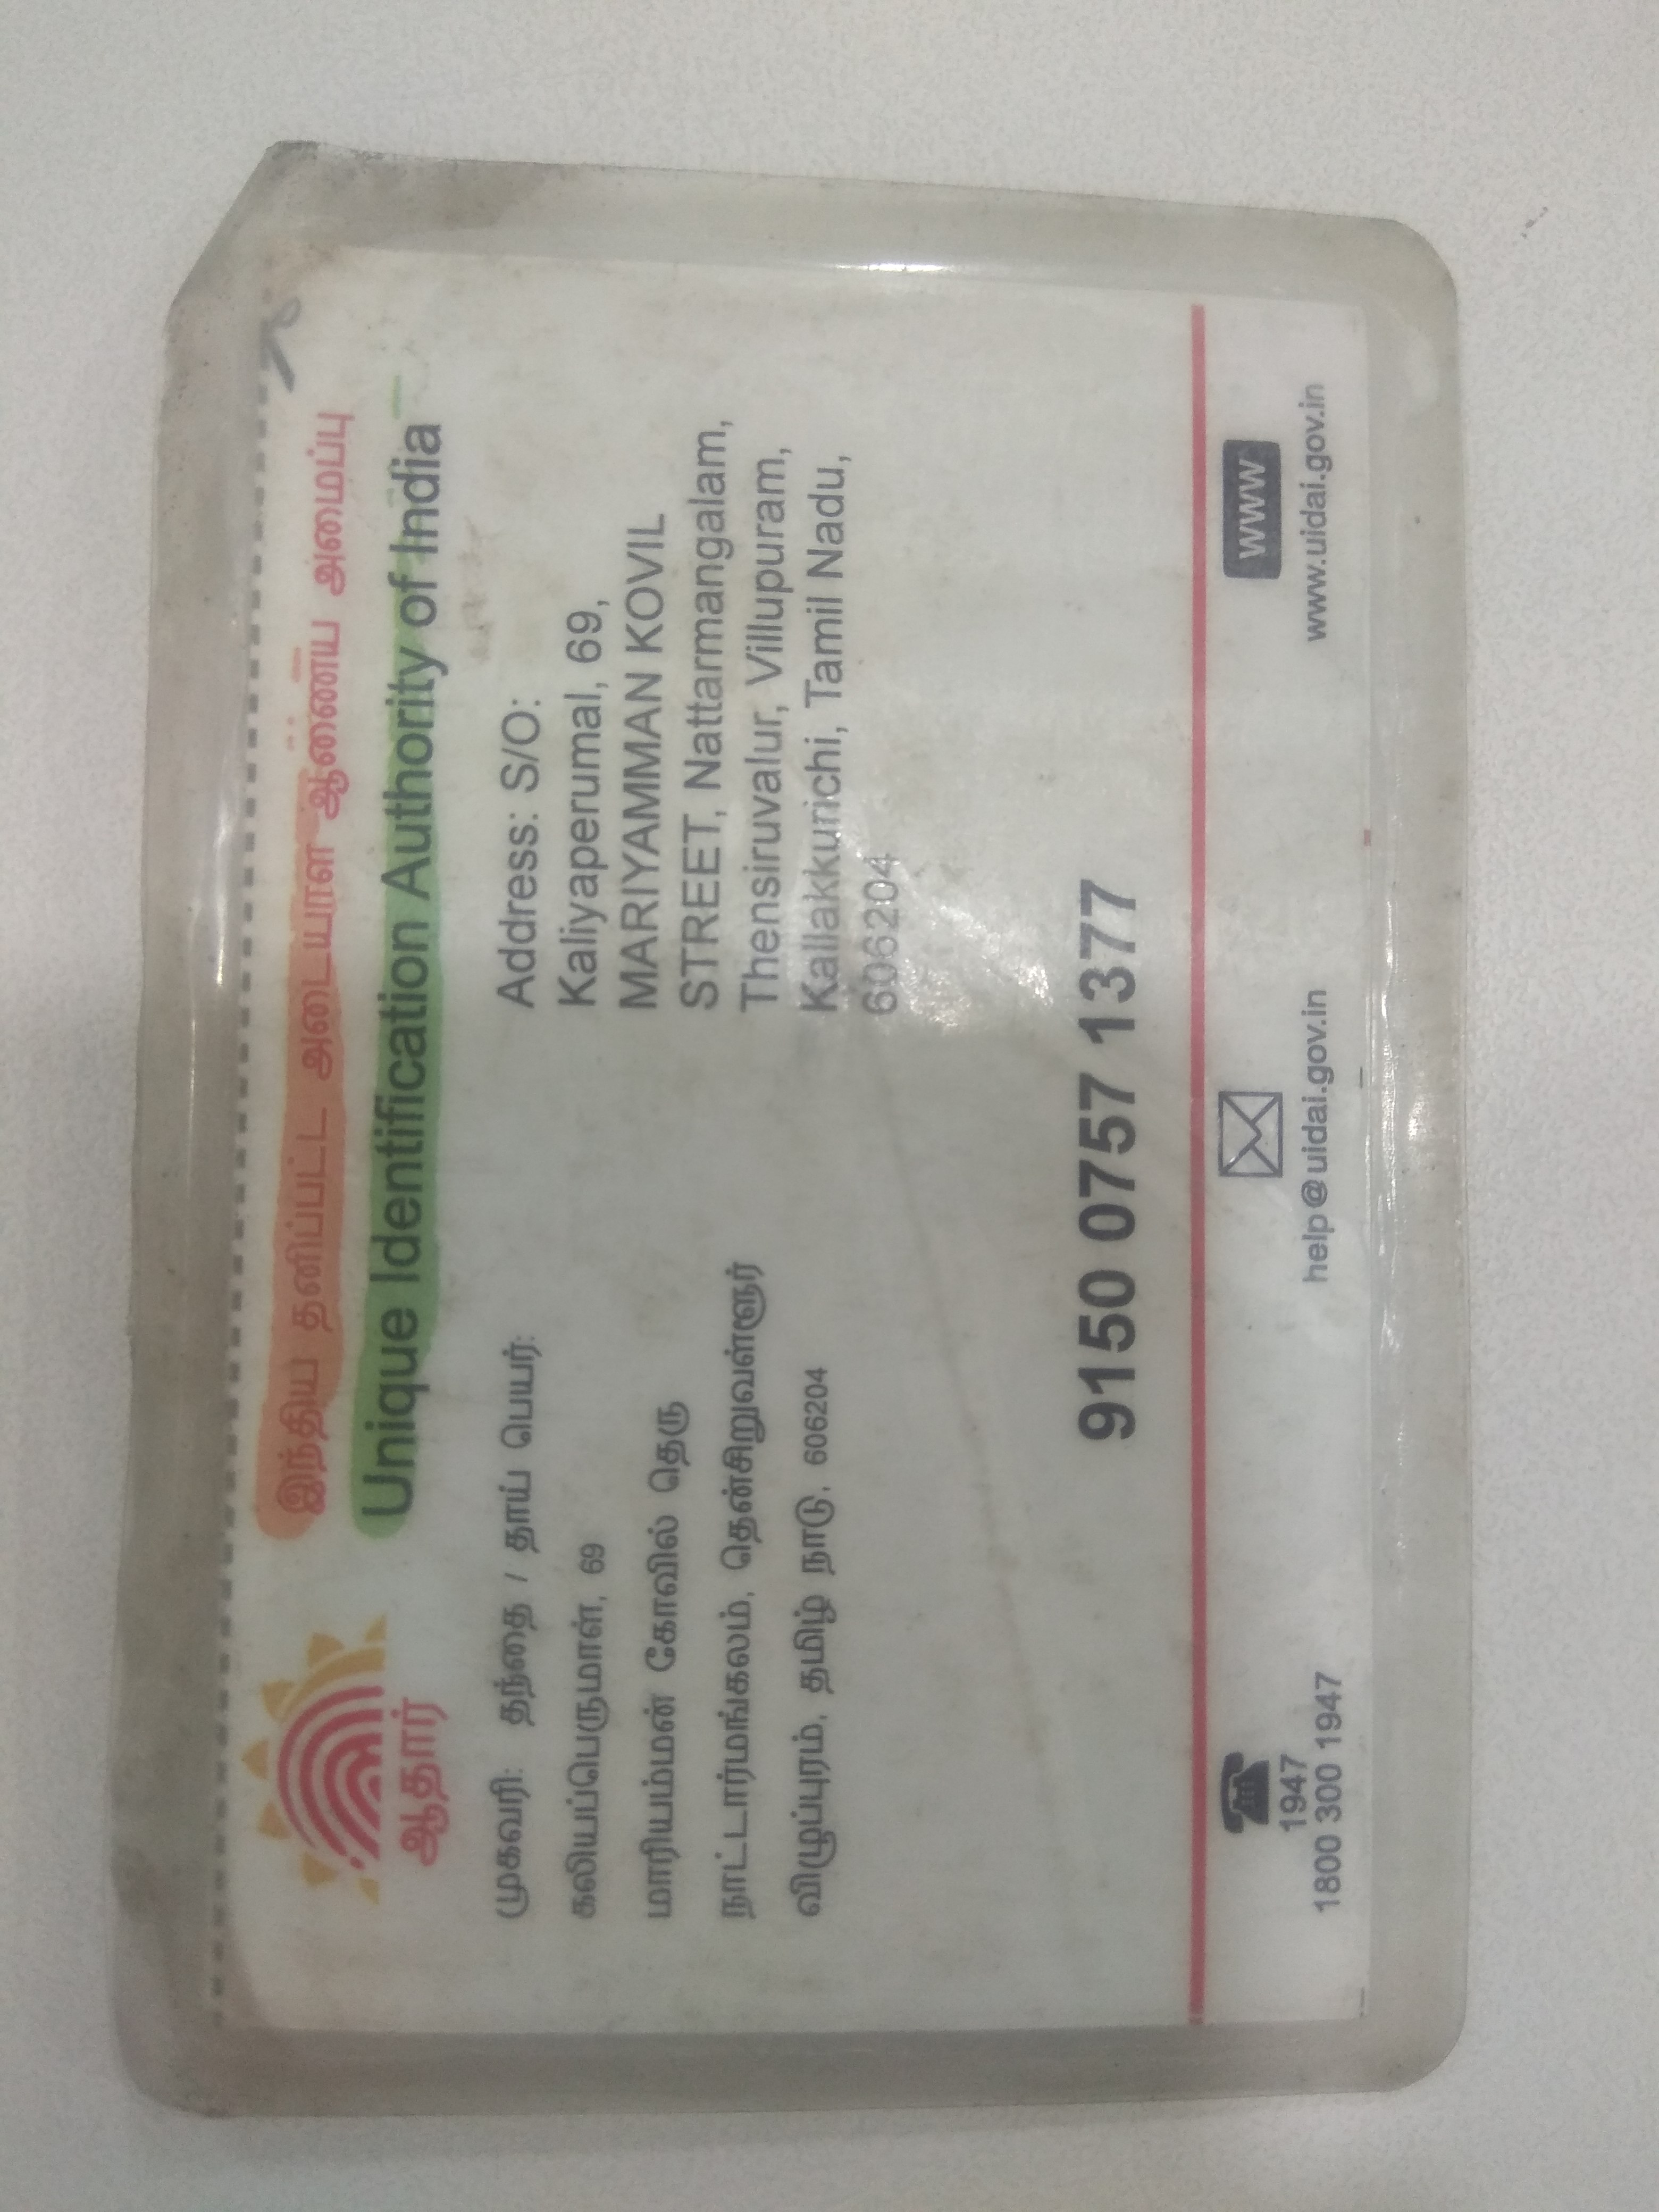 இந்திய தனிப்பட்ட அடையாள ஆணைய அமைப்பு
Unique Identification Authority of India
ஆதார்
முகவரி: தந்தை / தாய் பெயர்:
கலியப்பெருமாள், 69
மாரியம்மன் கோவில் தெரு
நாட்டார்மங்கலம், தென்சிறுவள்ளுர்
விழுப்புரம், தமிழ் நாடு, 606204
Address: S/O:
Kaliyaperumal, 69,
MARIYAMMAN KOVIL
STREET, Nattarmangalam,
Thensiruvalur, Villupuram,
Kallakkurichi, Tamil Nadu,
606204
9150 0757 1377
1947
1800 300 1947
help@uidai.gov.in
www
www.uidai.gov.in